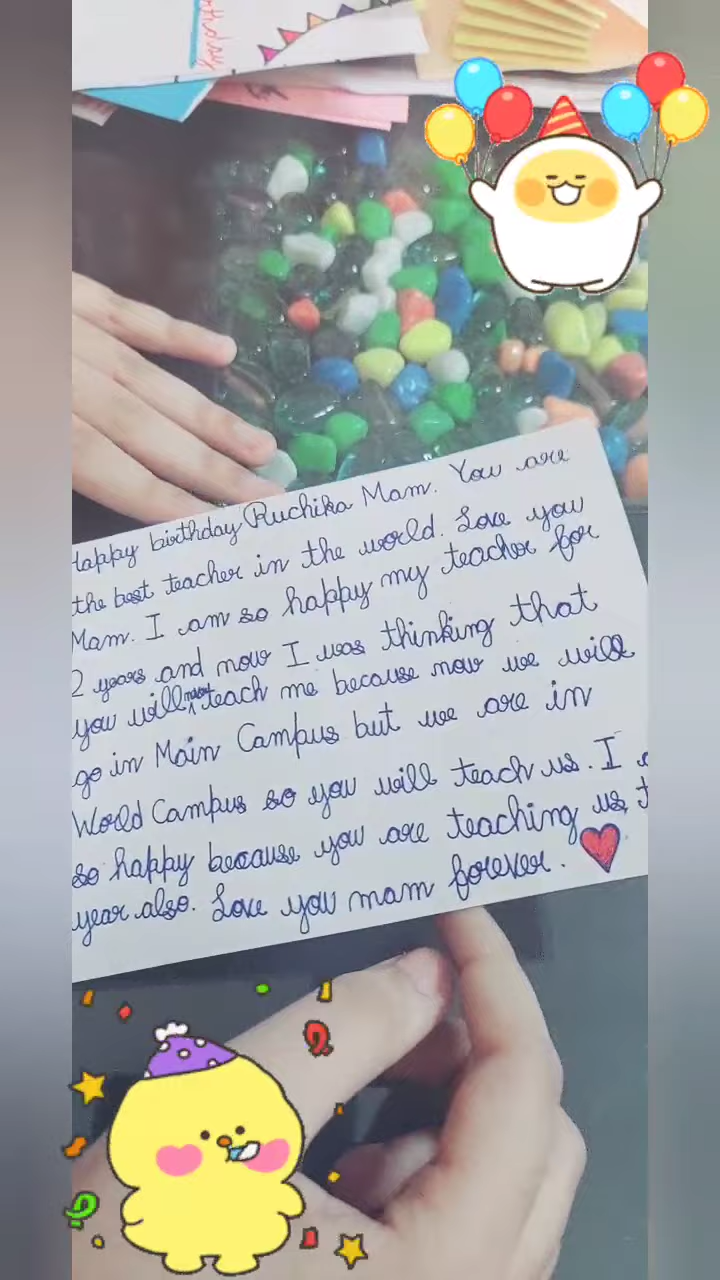 rthday
Happy birthday Ruchika Mam. You are
the best teacher in the world. Love you
Mam. I am so happy my teacher for
2 years and now I was thinking that
you will not teach me because now we will
go in Main Campus but we are in
World Campus so you will teach us. I
so happy because you are teaching us t
year also. Love you mam forever.